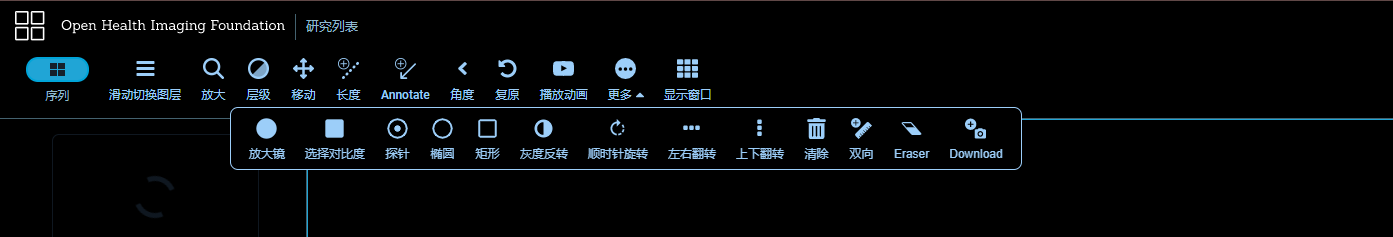 Open Health Imaging Foundation 研究列表
序列 滑动切换图层 放大 层级 移动 长度 Annotate 角度 复原 播放动画 更多 显示窗口
放大镜 选择对比度 探针 椭圆 矩形 灰度反转 顺时针旋转 左右翻转 上下翻转 清除 双向 Eraser Download